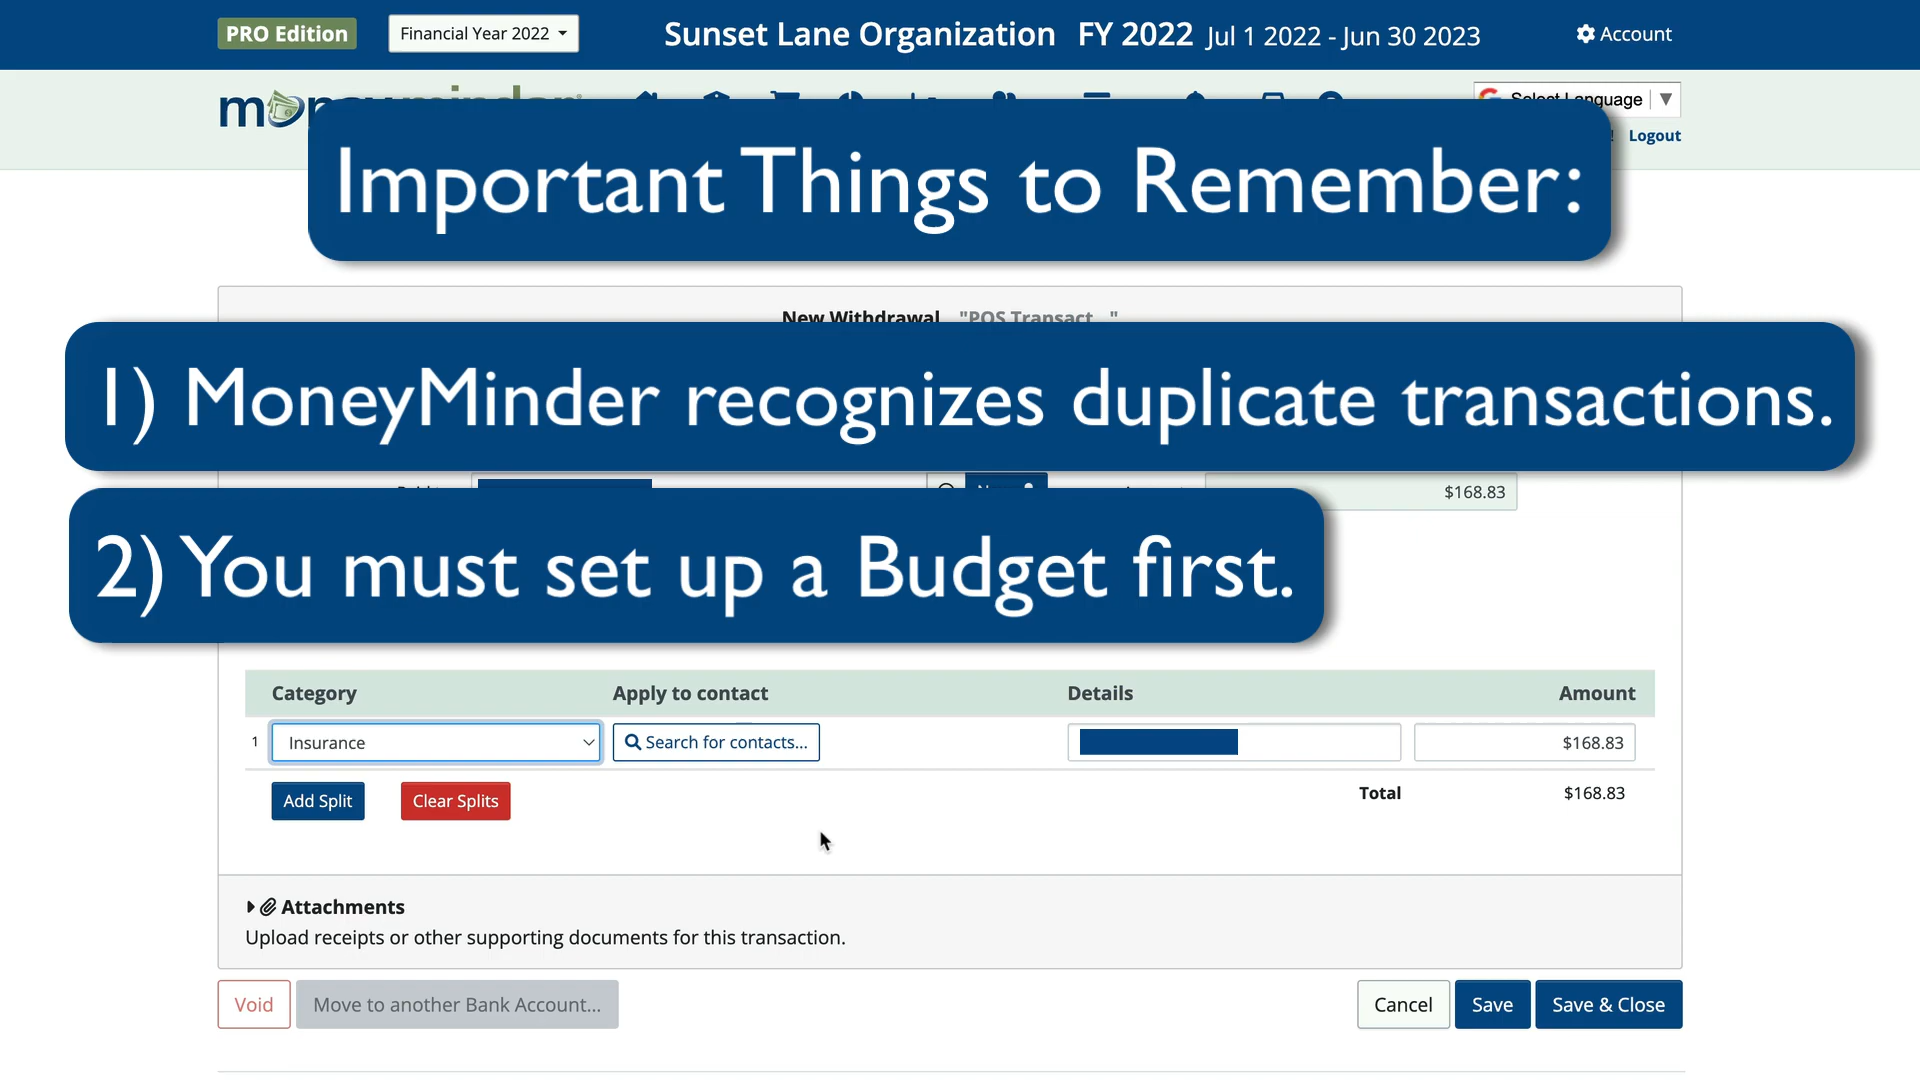 PRO Edition
Financial Year 2022
Sunset Lane Organization FY 2022 Jul 1 2022 - Jun 30 2023
Account
Select Language
Logout
Important Things to Remember:
New Withdrawal "POS Transact..."
1) MoneyMinder recognizes duplicate transactions.
$168.83
2) You must set up a Budget first.
Category Apply to contact Details Amount
1 Insurance Search for contacts... $168.83
Add Split Clear Splits Total $168.83
Attachments
Upload receipts or other supporting documents for this transaction.
Void Move to another Bank Account... Cancel Save Save & Close